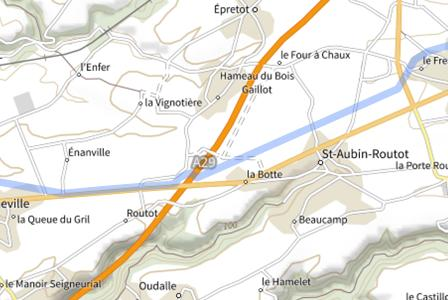 Épretot
le Four à Chaux
l'Enfer
le Fre
Hameau du Bois
Gaillot
la Vignotière
Énanville
A29
St-Aubin-Routot
la Porte Rou
la Botte
eville
la Queue du Gril
Routot
Beaucamp
100
le Manoir Seigneurial
Oudalle
le Hamelet
le Castill